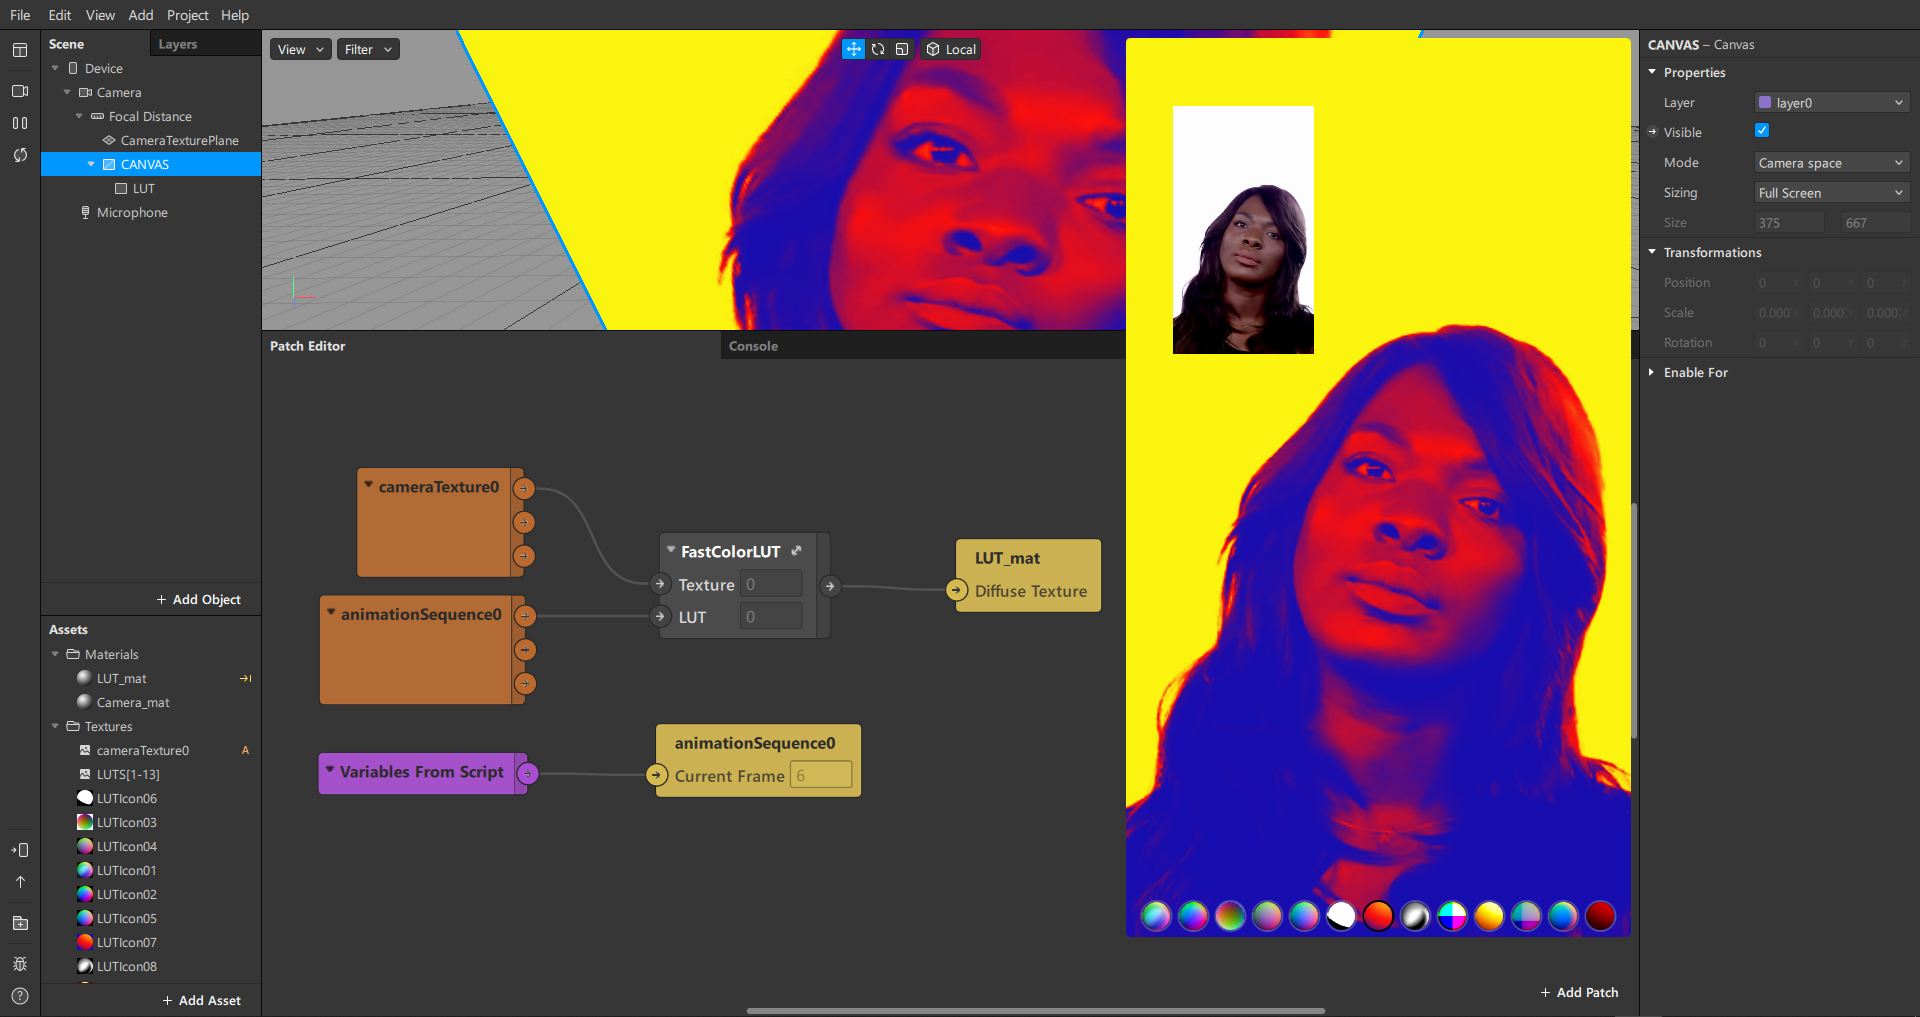 File Edit View Add Project Help
Scene Layers
Device
Camera
Focal Distance
CameraTexturePlane
CANVAS
LUT
Microphone
+ Add Object
Assets
Materials
LUT_mat
Camera_mat
Textures
cameraTexture0 A
LUTS[1-13]
LUTIcon06
LUTIcon03
LUTIcon04
LUTIcon01
LUTIcon02
LUTIcon05
LUTIcon07
LUTIcon08
+ Add Asset
View Filter Local
Patch Editor Console
cameraTexture0
animationSequence0
Variables From Script
FastColorLUT
Texture 0
LUT 0
LUT_mat
Diffuse Texture
animationSequence0
Current Frame 6
+ Add Patch
CANVAS – Canvas
Properties
Layer layer0
Visible
Mode Camera space
Sizing Full Screen
Size 375 667
Transformations
Position 0 X 0 Y 0 Z
Scale 0.000 0.000 0.000
Rotation 0 X 0 Y 0 Z
Enable For